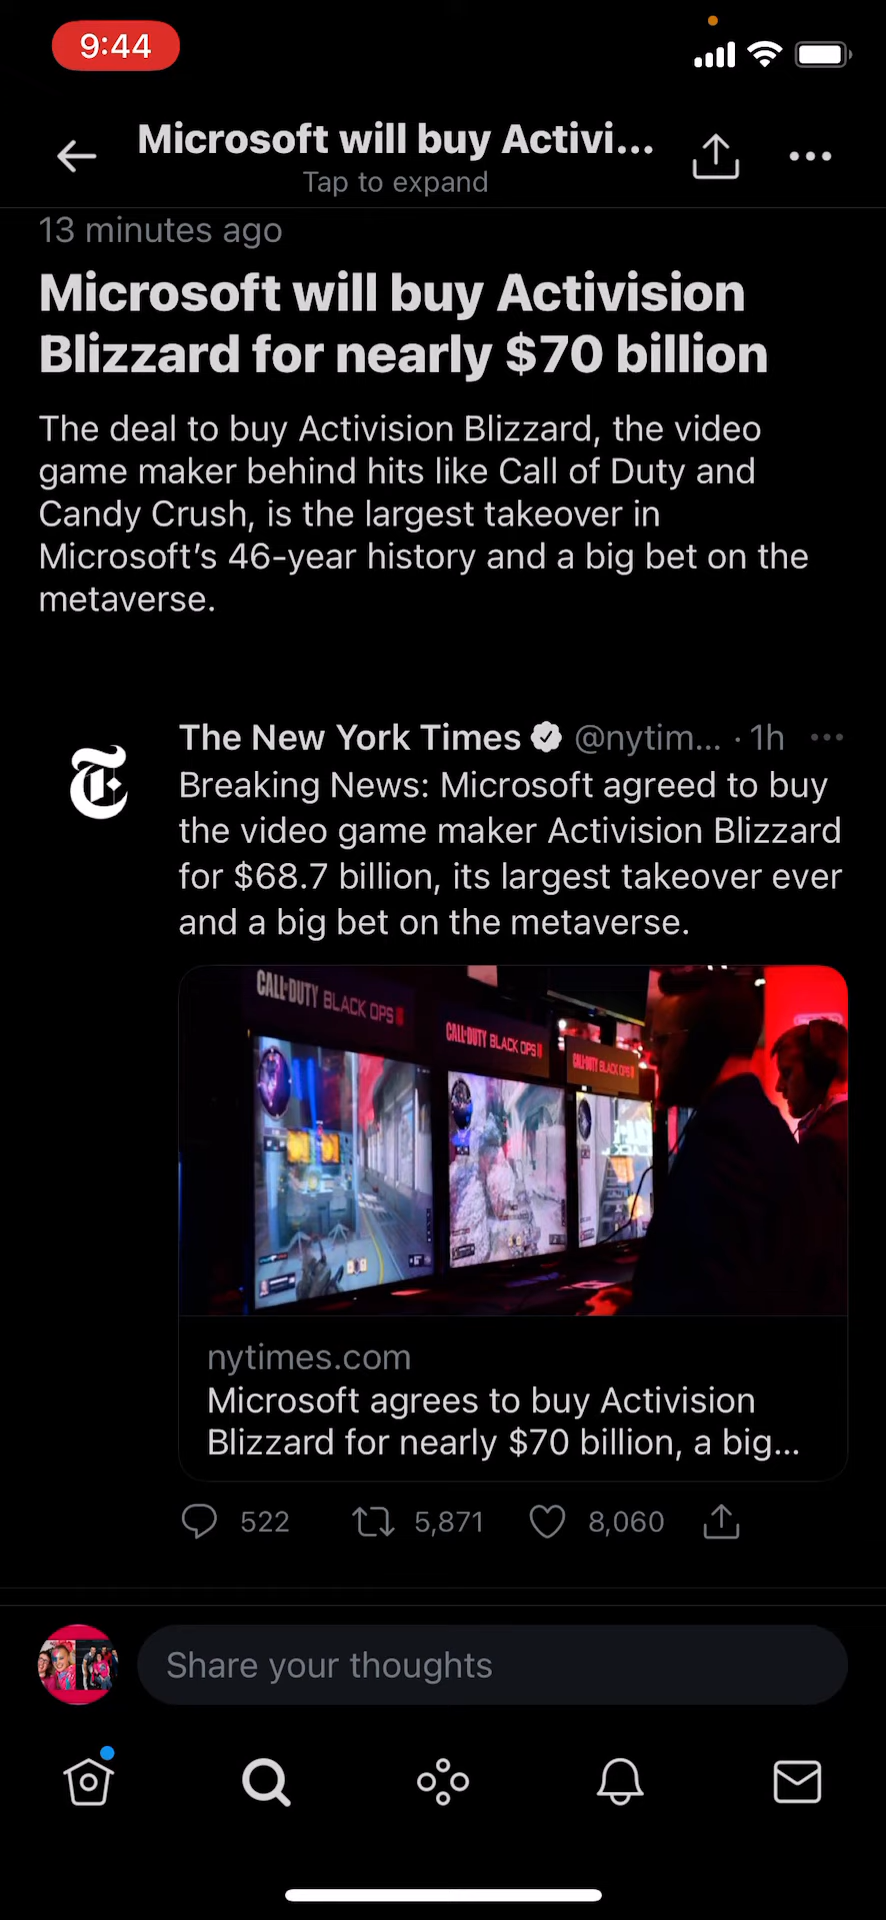 9:44
Microsoft will buy Activi...
Tap to expand
13 minutes ago
Microsoft will buy Activision
Blizzard for nearly $70 billion
The deal to buy Activision Blizzard, the video
game maker behind hits like Call of Duty and
Candy Crush, is the largest takeover in
Microsoft’s 46-year history and a big bet on the
metaverse.
The New York Times @nytim... · 1h
Breaking News: Microsoft agreed to buy
the video game maker Activision Blizzard
for $68.7 billion, its largest takeover ever
and a big bet on the metaverse.
CALL·DUTY BLACK OPS
CALL·DUTY BLACK OPS
CALL·DUTY BLACK OPS
nytimes.com
Microsoft agrees to buy Activision
Blizzard for nearly $70 billion, a big...
522 5,871 8,060
Share your thoughts